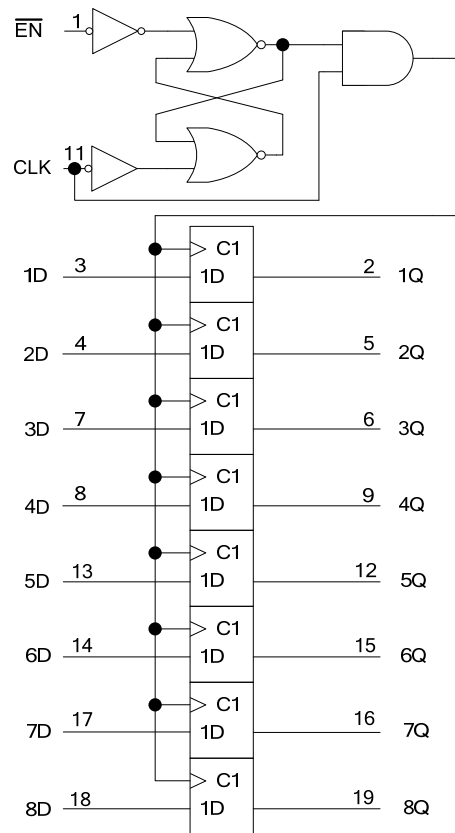 EN 1
CLK 11
C1
1D 3 1D 2 1Q
C1
2D 4 1D 5 2Q
C1
3D 7 1D 6 3Q
C1
4D 8 1D 9 4Q
C1
5D 13 1D 12 5Q
C1
6D 14 1D 15 6Q
C1
7D 17 1D 16 7Q
C1
8D 18 1D 19 8Q